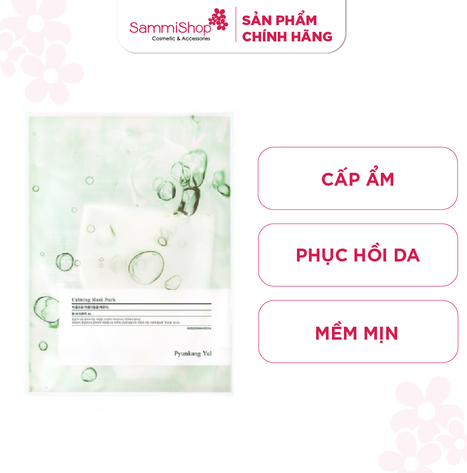 SammiShop
Cosmetic & Accessories
SẢN PHẨM
CHÍNH HÃNG
CẤP ẨM
PHỤC HỒI DA
MỀM MỊN
Calming Mask Pack
Pyunkang Yul